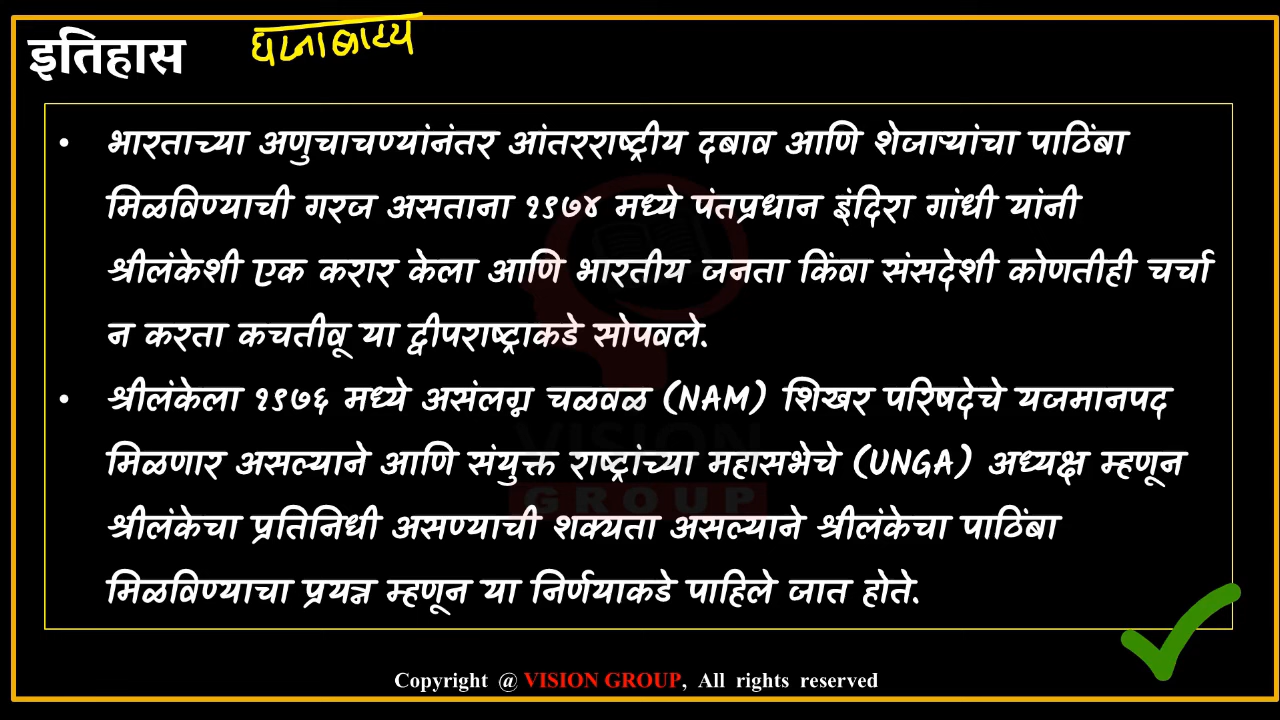 इतिहास
• भारताच्या अणुचाचण्यांनंतर आंतरराष्ट्रीय दबाव आणि शेजाऱ्यांचा पाठिंबा
मिळविण्याची गरज असताना १९७४ मध्ये पंतप्रधान इंदिरा गांधी यांनी
श्रीलंकेशी एक करार केला आणि भारतीय जनता किंवा संसदेशी कोणतीही चर्चा
न करता कचतीवू या द्वीपराष्ट्राकडे सोपवले.
• श्रीलंकेला १९७६ मध्ये असंलग्न चळवळ (NAM) शिखर परिषदेचे यजमानपद
मिळणार असल्याने आणि संयुक्त राष्ट्रांच्या महासभेचे (UNGA) अध्यक्ष म्हणून
श्रीलंकेचा प्रतिनिधी असण्याची शक्यता असल्याने श्रीलंकेचा पाठिंबा
मिळविण्याचा प्रयत्न म्हणून या निर्णयाकडे पाहिले जात होते.
VISION
GROUP
Copyright @ VISION GROUP, All rights reserved